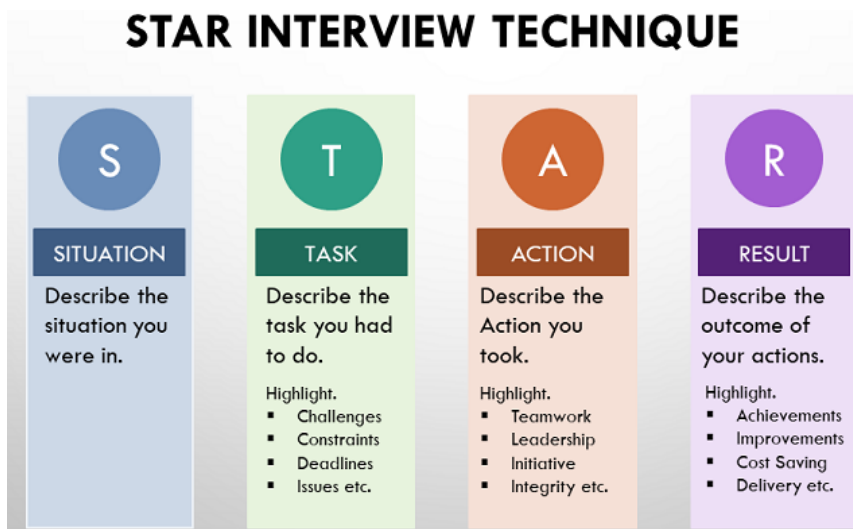 STAR INTERVIEW TECHNIQUE
S
SITUATION
Describe the
situation you
were in.
T
TASK
Describe the
task you had
to do.
Highlight.
▪ Challenges
▪ Constraints
▪ Deadlines
▪ Issues etc.
A
ACTION
Describe the
Action you
took.
Highlight.
▪ Teamwork
▪ Leadership
▪ Initiative
▪ Integrity etc.
R
RESULT
Describe the
outcome of
your actions.
Highlight.
▪ Achievements
▪ Improvements
▪ Cost Saving
▪ Delivery etc.